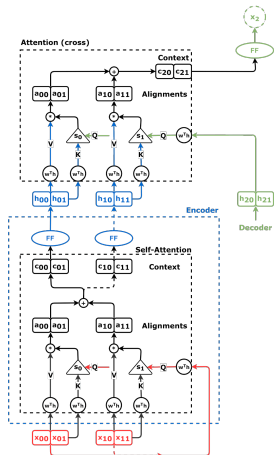 x₂
FF
Attention (cross)
Context
+
c₂₀ c₂₁
a₀₀ a₀₁
a₁₀ a₁₁
Alignments
*
*
s₀
Q
s₁
Q
wᵀh
V
K
V
K
wᵀh
wᵀh
wᵀh
wᵀh
h₀₀ h₀₁
h₁₀ h₁₁
h₂₀ h₂₁
Encoder
Decoder
FF
FF
Self-Attention
c₀₀ c₀₁
c₁₀ c₁₁
Context
+
a₀₀ a₀₁
a₁₀ a₁₁
Alignments
*
*
s₀
Q
s₁
Q
wᵀh
V
K
V
K
wᵀh
wᵀh
wᵀh
wᵀh
x₀₀ x₀₁
x₁₀ x₁₁